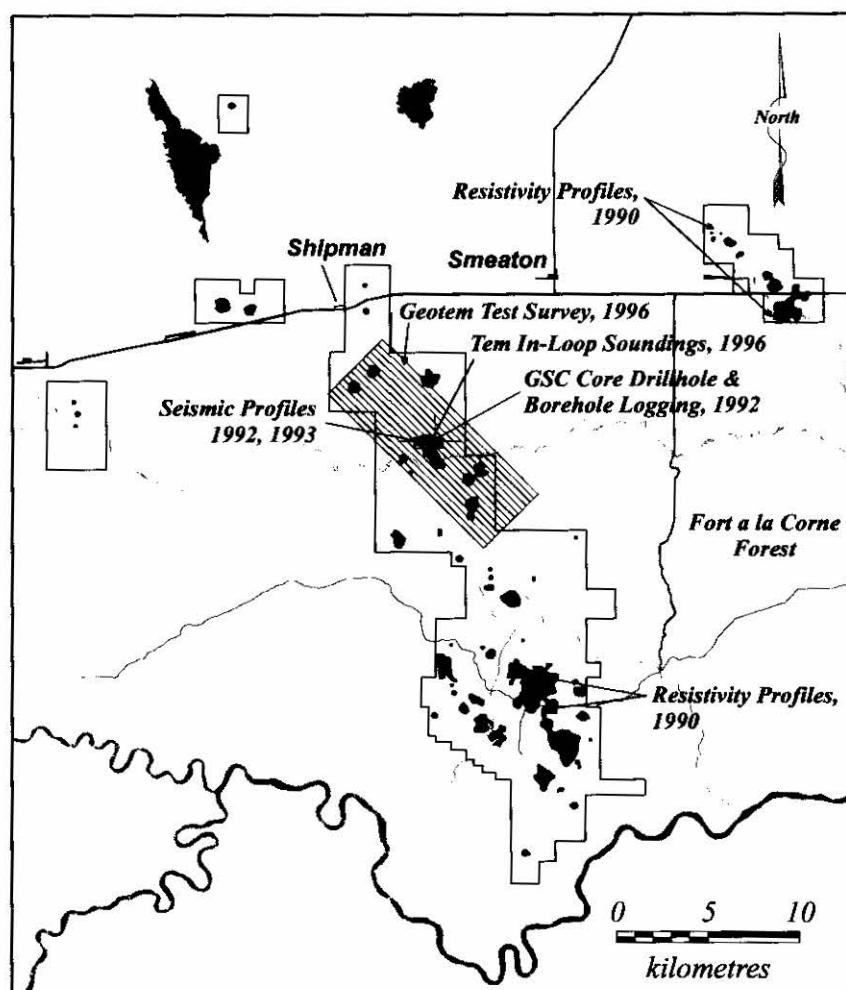 North
Resistivity Profiles,
1990
Shipman
Smeaton
Geotem Test Survey, 1996
Tem In-Loop Soundings, 1996
GSC Core Drillhole &
Borehole Logging, 1992
Seismic Profiles
1992, 1993
Fort a la Corne
Forest
Resistivity Profiles,
1990
0 5 10
kilometres